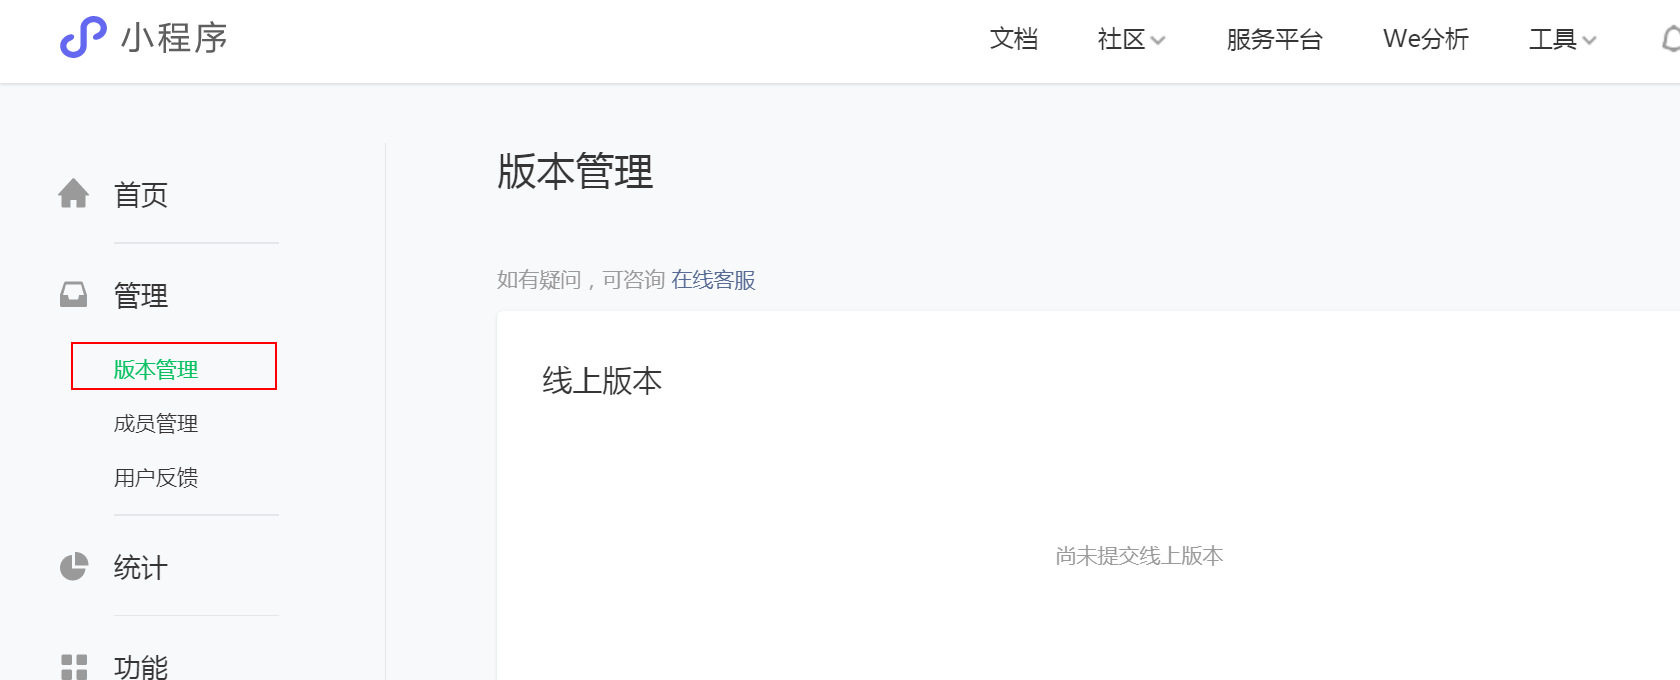 小程序
文档 社区 服务平台 We分析 工具
首页
管理
版本管理
成员管理
用户反馈
统计
功能
版本管理
如有疑问，可咨询 在线客服
线上版本
尚未提交线上版本